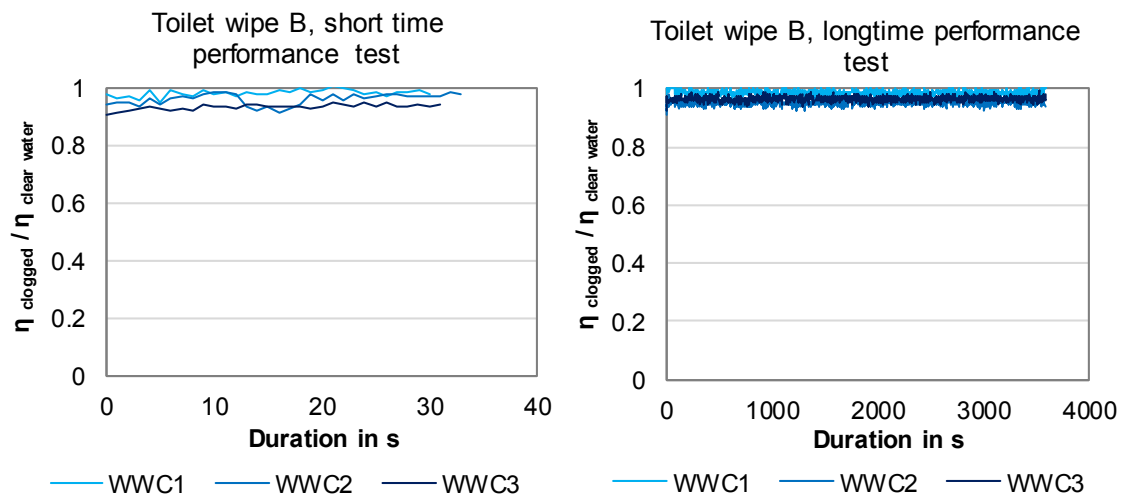 Toilet wipe B, short time
performance test
1
0.8
0.6
0.4
0.2
0
η clogged / η clear water
0 10 20 30 40
Duration in s
WWC1 WWC2 WWC3
Toilet wipe B, longtime performance
test
1
0.8
0.6
0.4
0.2
0
η clogged / η clear water
0 1000 2000 3000 4000
Duration in s
WWC1 WWC2 WWC3